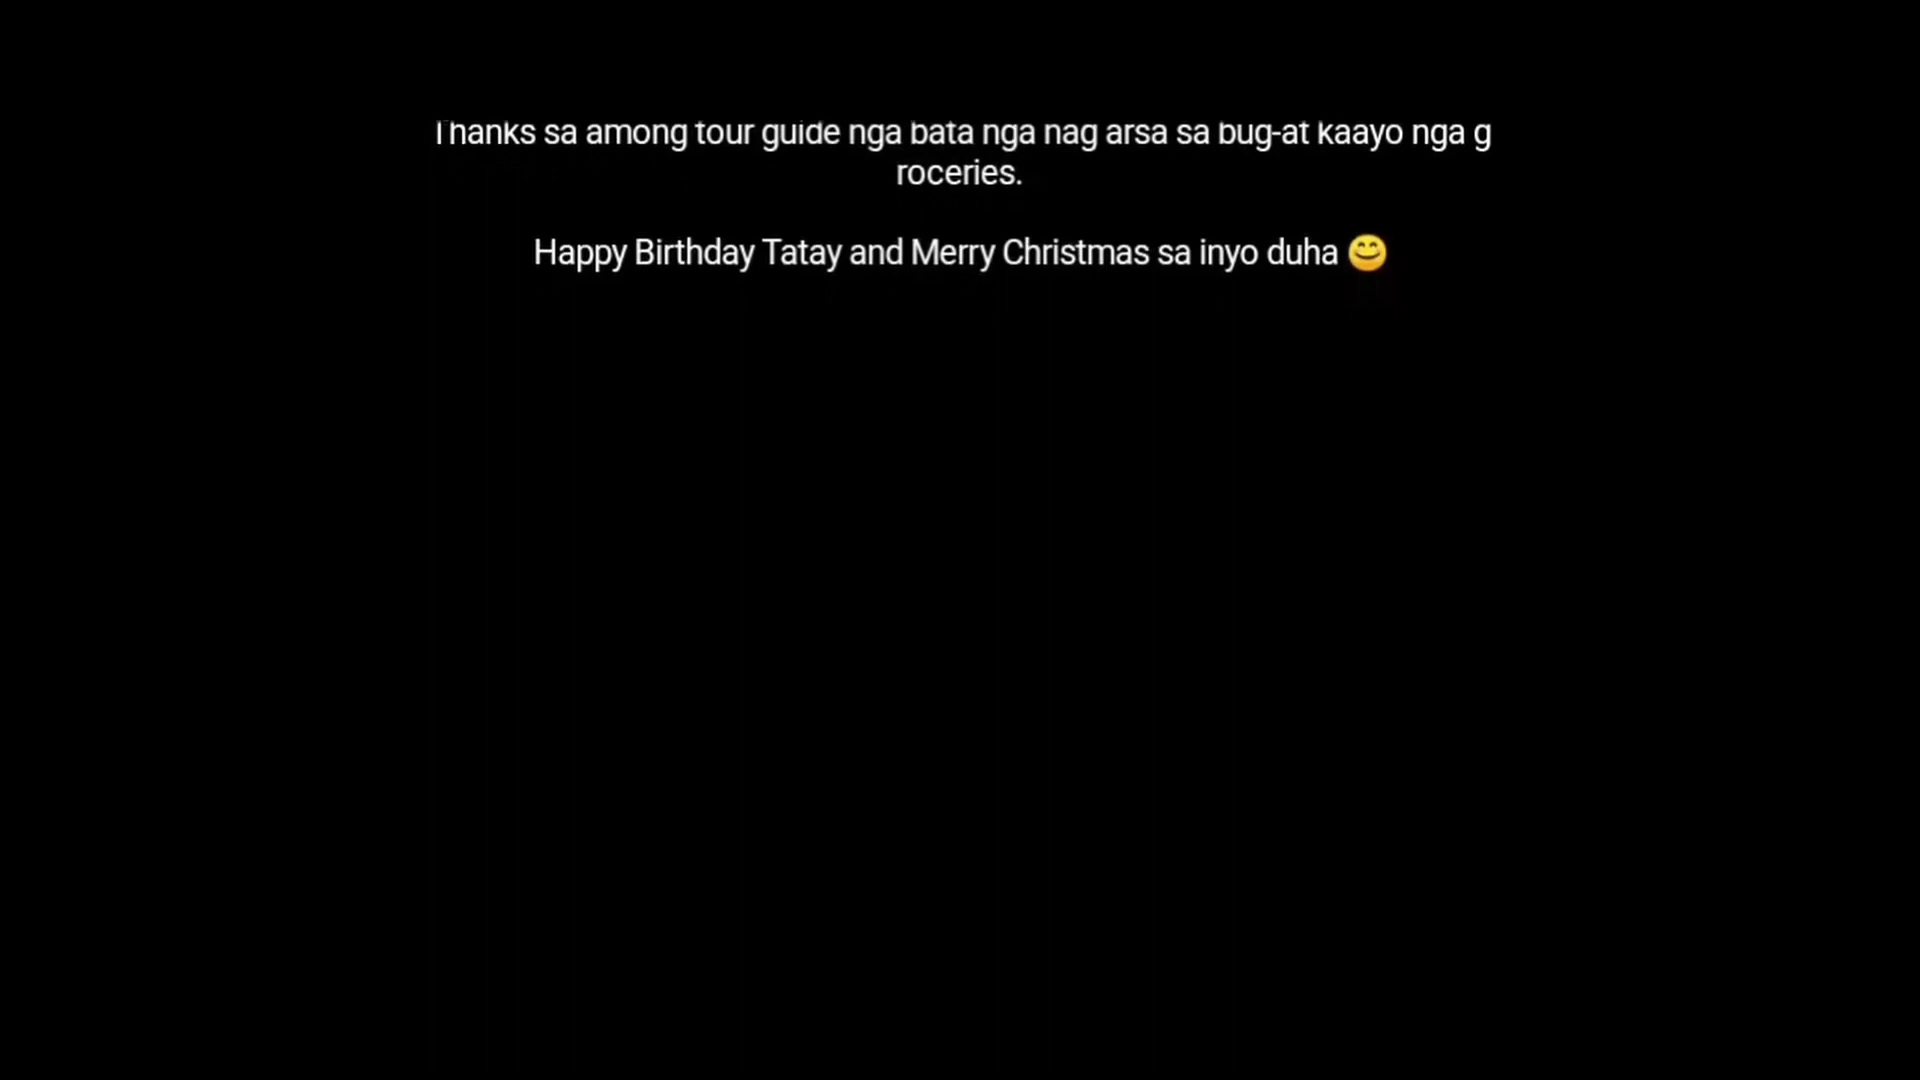 Thanks sa among tour guide nga bata nga nag arsa sa bug-at kaayo nga g
roceries.
Happy Birthday Tatay and Merry Christmas sa inyo duha 😊